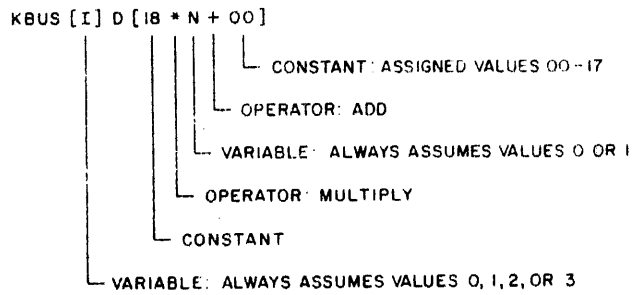 KBUS [I] D [18 * N + 00]
CONSTANT: ASSIGNED VALUES 00-17
OPERATOR: ADD
VARIABLE: ALWAYS ASSUMES VALUES 0 OR 1
OPERATOR: MULTIPLY
CONSTANT
VARIABLE: ALWAYS ASSUMES VALUES 0, 1, 2, OR 3